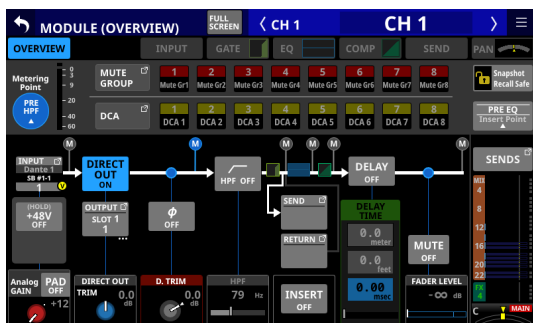 MODULE (OVERVIEW)
FULL
SCREEN
CH 1
CH 1
OVERVIEW
INPUT
GATE
EQ
COMP
SEND
PAN
Metering
Point
PRE
HPF
0
3
9
20
40
60
MUTE
GROUP
1
Mute Gr1
2
Mute Gr2
3
Mute Gr3
4
Mute Gr4
5
Mute Gr5
6
Mute Gr6
7
Mute Gr7
8
Mute Gr8
Snapshot
Recall Safe
DCA
1
DCA 1
2
DCA 2
3
DCA 3
4
DCA 4
5
DCA 5
6
DCA 6
7
DCA 7
8
DCA 8
PRE EQ
Insert Point
M
M
M
M
M
M
INPUT
Dante 1
SB #1-1
1
V
DIRECT
OUT
ON
HPF OFF
DELAY
OFF
SENDS
(HOLD)
+48V
OFF
OUTPUT
SLOT 1
1
φ
OFF
SEND
RETURN
DELAY
TIME
0.0
meter
0.0
feet
0.00
msec
MUTE
OFF
MIX
4
8
12
16
20
22
FX
4
Analog
GAIN
PAD
OFF
+12
DIRECT OUT
TRIM
0.0
dB
D. TRIM
0.0
dB
HPF
79 Hz
INSERT
OFF
FADER LEVEL
-∞ dB
C
MAIN